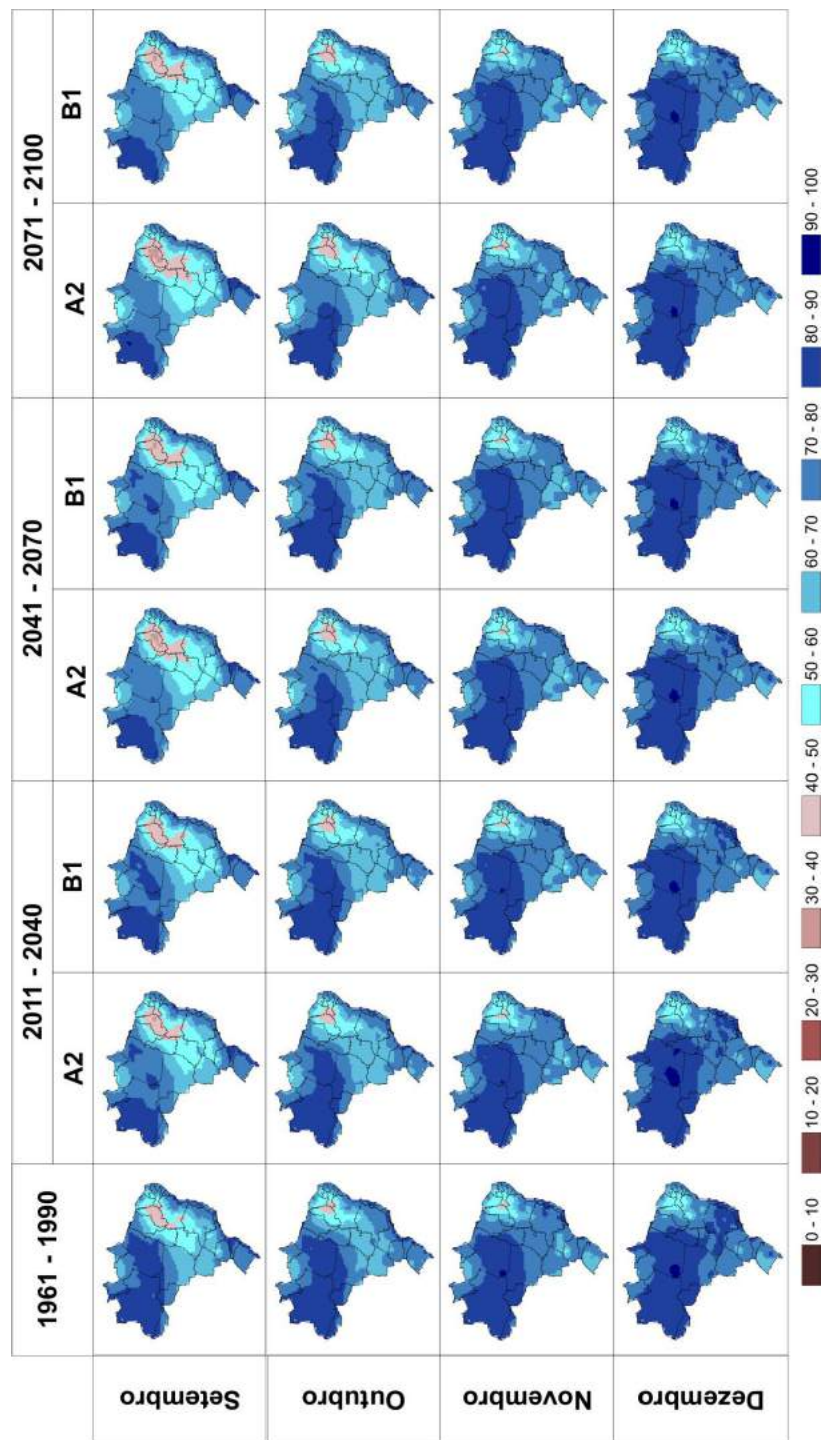 1961 - 1990
2011 - 2040
2041 - 2070
2071 - 2100
A2
B1
A2
B1
A2
B1
Setembro
Outubro
Novembro
Dezembro
0 - 10
10 - 20
20 - 30
30 - 40
40 - 50
50 - 60
60 - 70
70 - 80
80 - 90
90 - 100